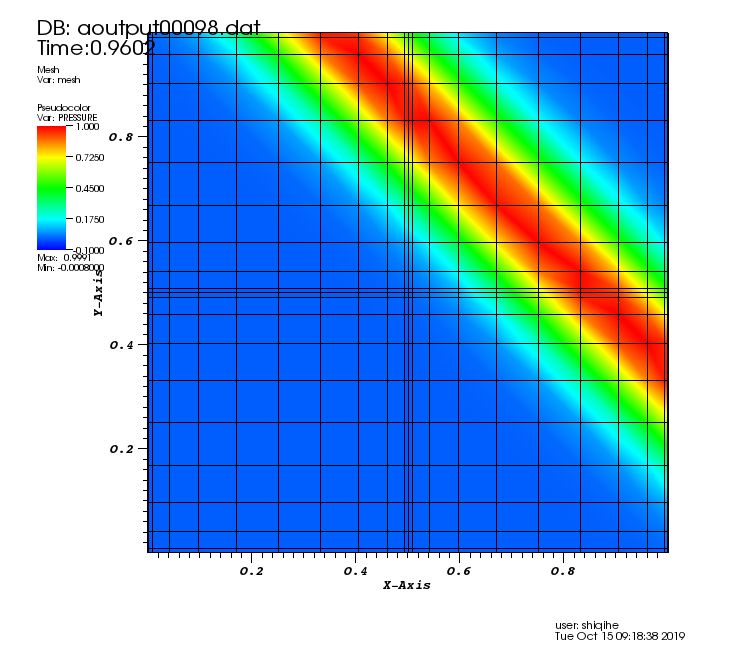 DB: aoutput00098.dat
Time:0.9602
Mesh
Var: mesh
Pseudocolor
Var: PRESSURE
1.000
0.7250
0.4500
0.1750
-0.1000
Max: 0.9991
Min: -0.0008000
0.8
0.6
0.4
0.2
Y-Axis
0.2 0.4 0.6 0.8
X-Axis
user: shiqihe
Tue Oct 15 09:18:38 2019